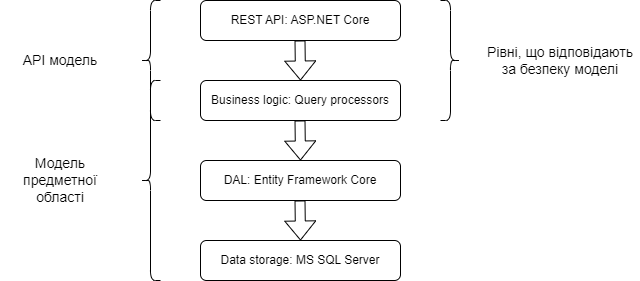 REST API: ASP.NET Core
API модель
Рівні, що відповідають
за безпеку моделі
Business logic: Query processors
Модель
предметної
області
DAL: Entity Framework Core
Data storage: MS SQL Server